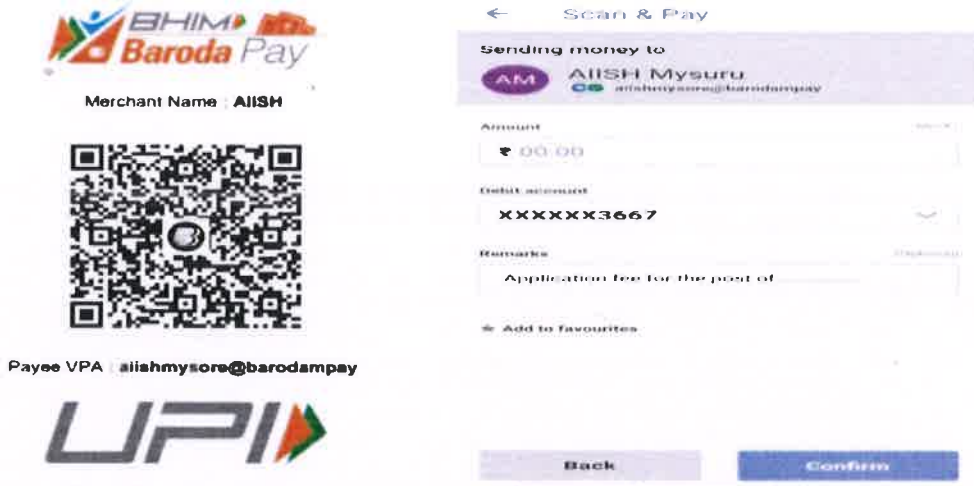 BHIM
Baroda Pay
Merchant Name : AIISH
Payee VPA : aiishmysore@barodampay
UPI
← Scan & Pay
Sending money to
AM
AIISH Mysuru
aiishmysore@barodampay
Amount
₹ 00.00
Debit account
XXXXXX3667
Remarks
(Optional)
Application fee for the post of
Add to favourites
Back
Confirm